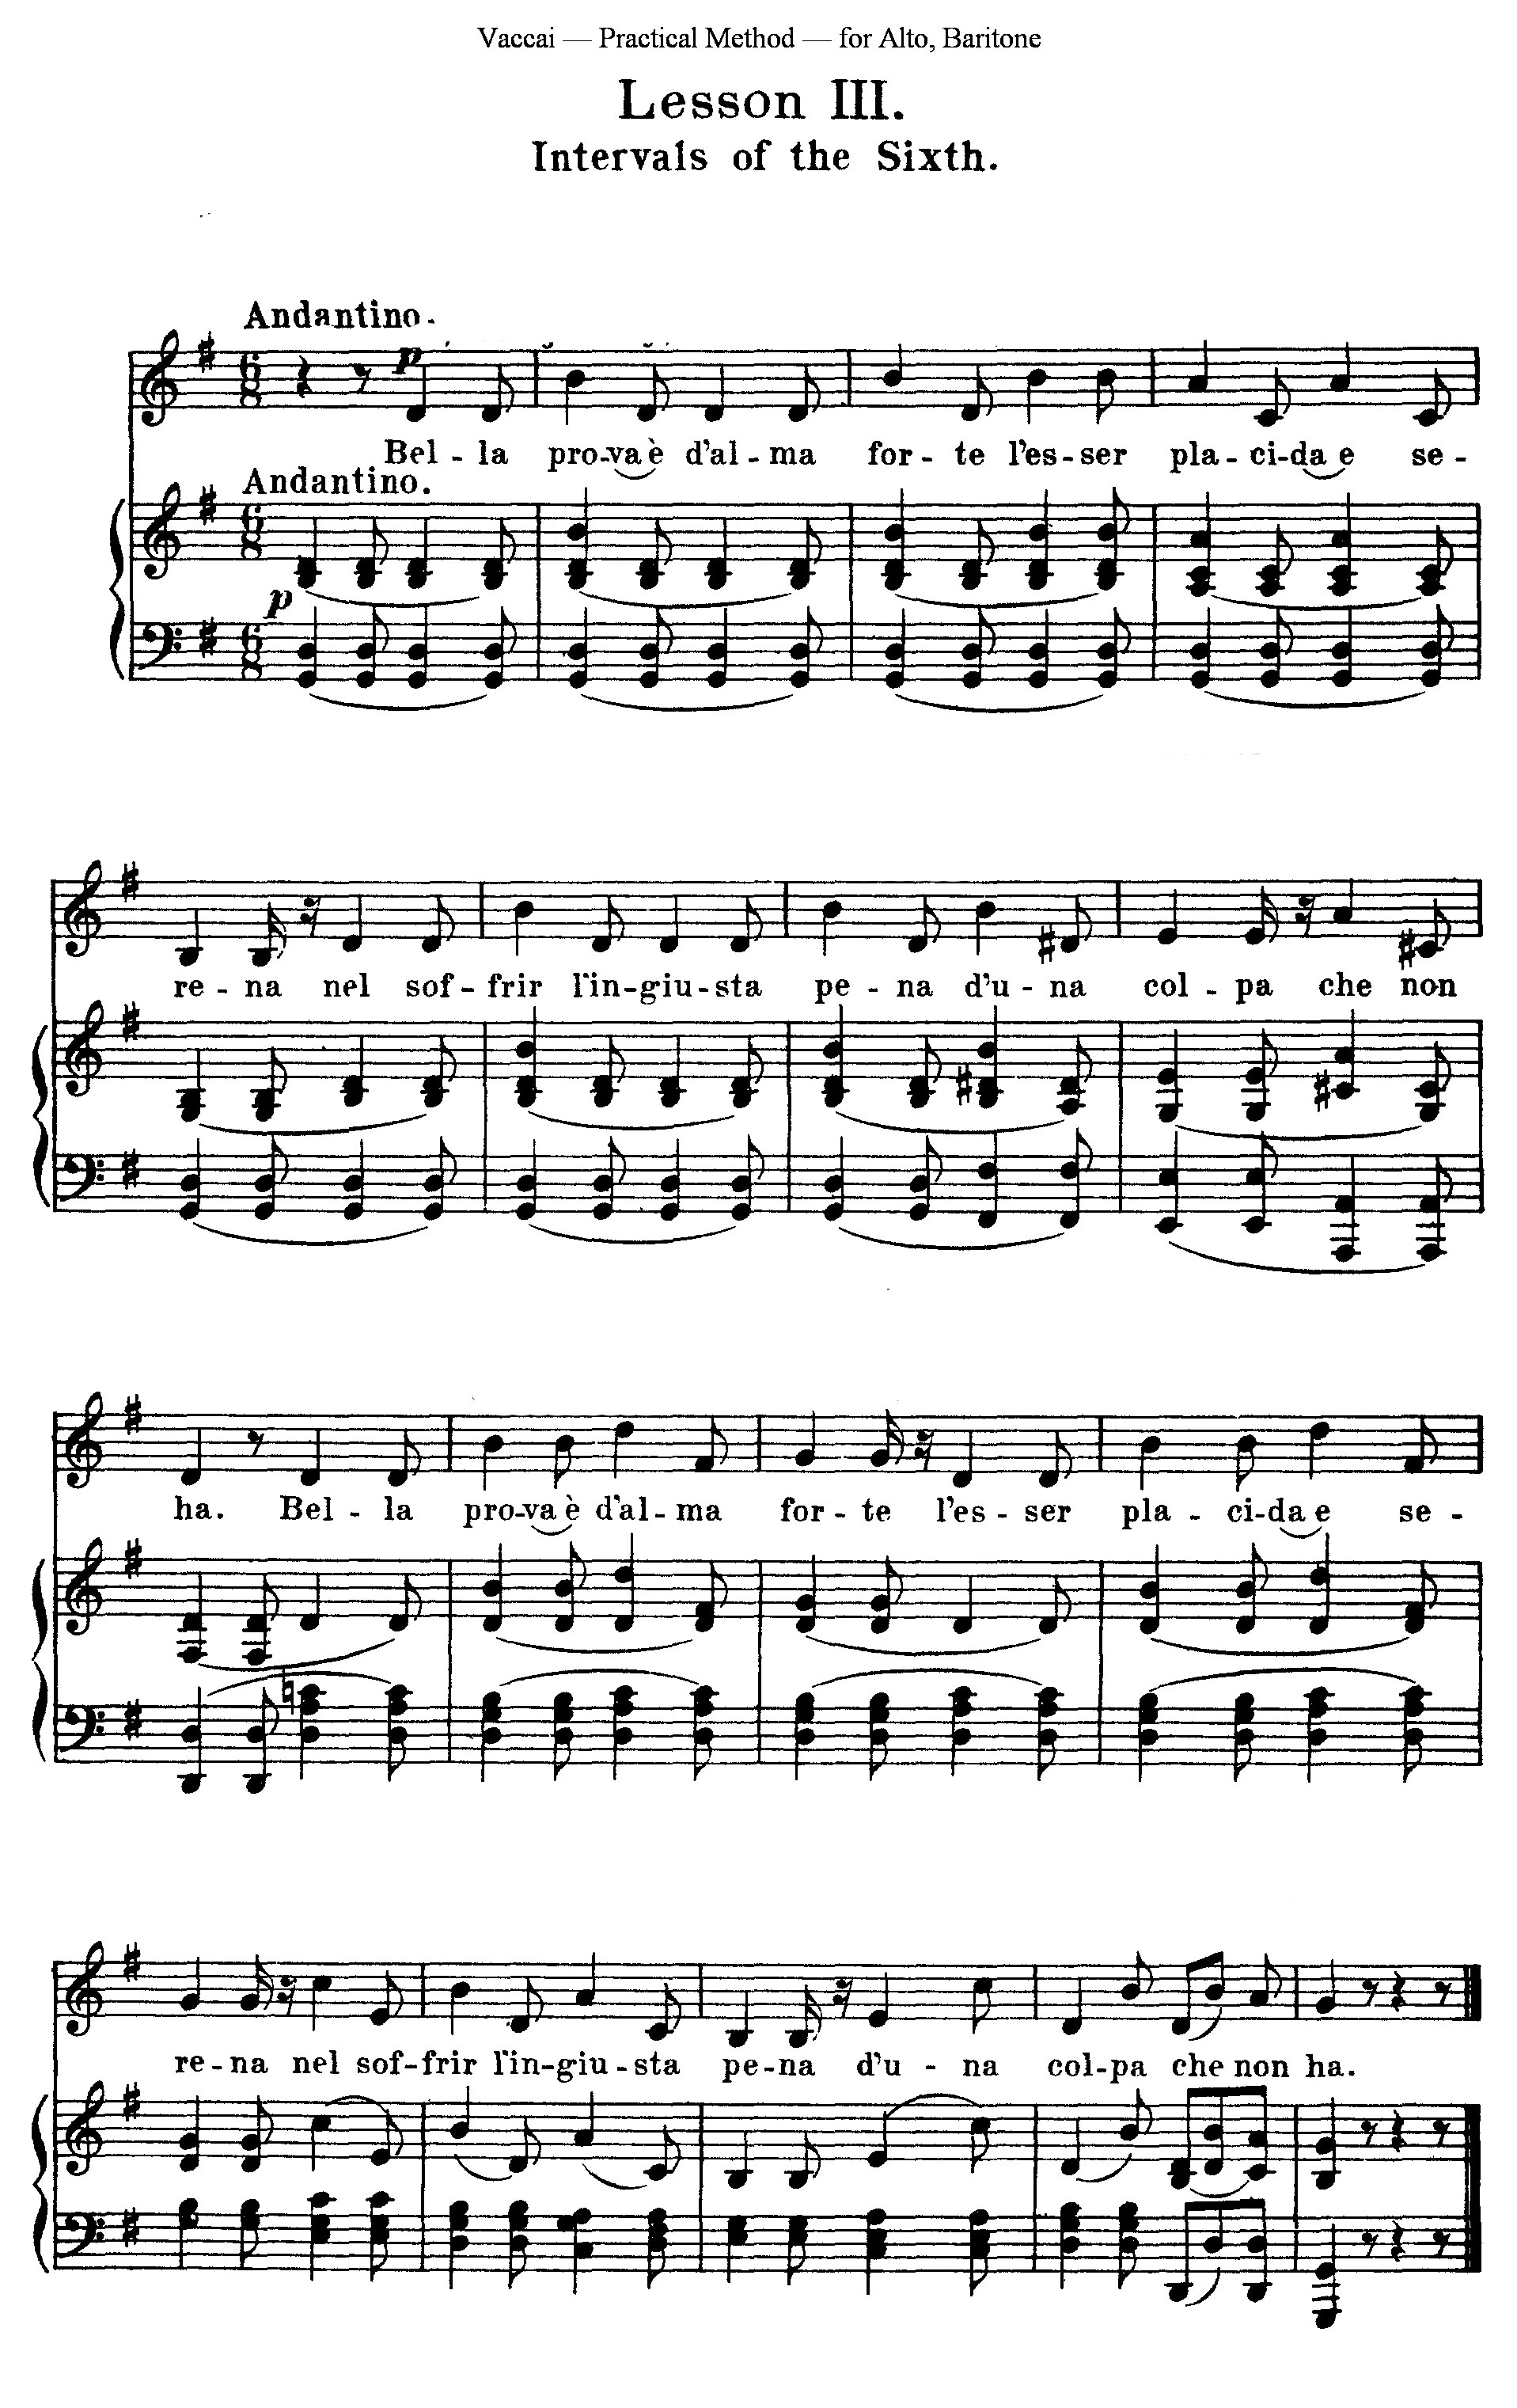 Vaccai — Practical Method — for Alto, Baritone
Lesson III.
Intervals of the Sixth.
Andantino.
p
Bel - la pro-va è d'al - ma for - te l'es - ser pla - ci-da e se -
Andantino.
p
re - na nel sof - frir l'in-giu-sta pe - na d'u - na col - pa che non
ha. Bel - la pro-va è d'al - ma for - te l'es - ser pla - ci-da e se -
re - na nel sof-frir l'in-giu-sta pe-na d'u - na col-pa che non ha.